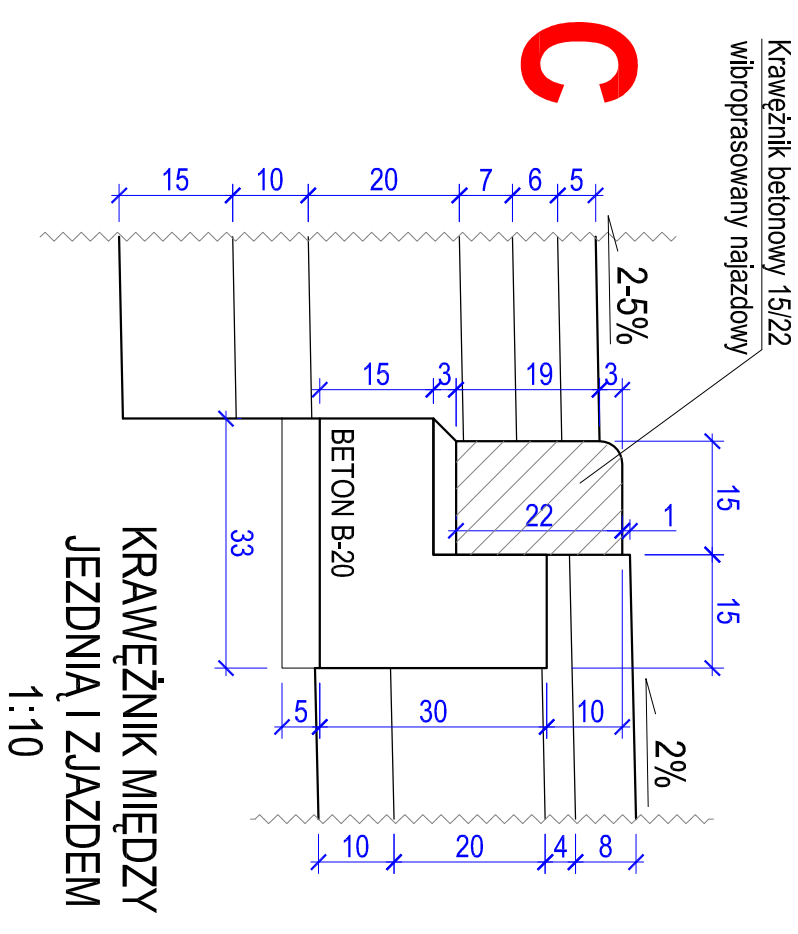 C
Krawężnik betonowy 15/22
wibroprasowany najazdowy
15 10 20 7 6 5
2-5%
15 3 19 3
BETON B-20
22 1
15
15
33
5 30 10
2%
10 20 4 8
KRAWĘŻNIK MIĘDZY
JEZDNIĄ I ZJAZDEM
1:10